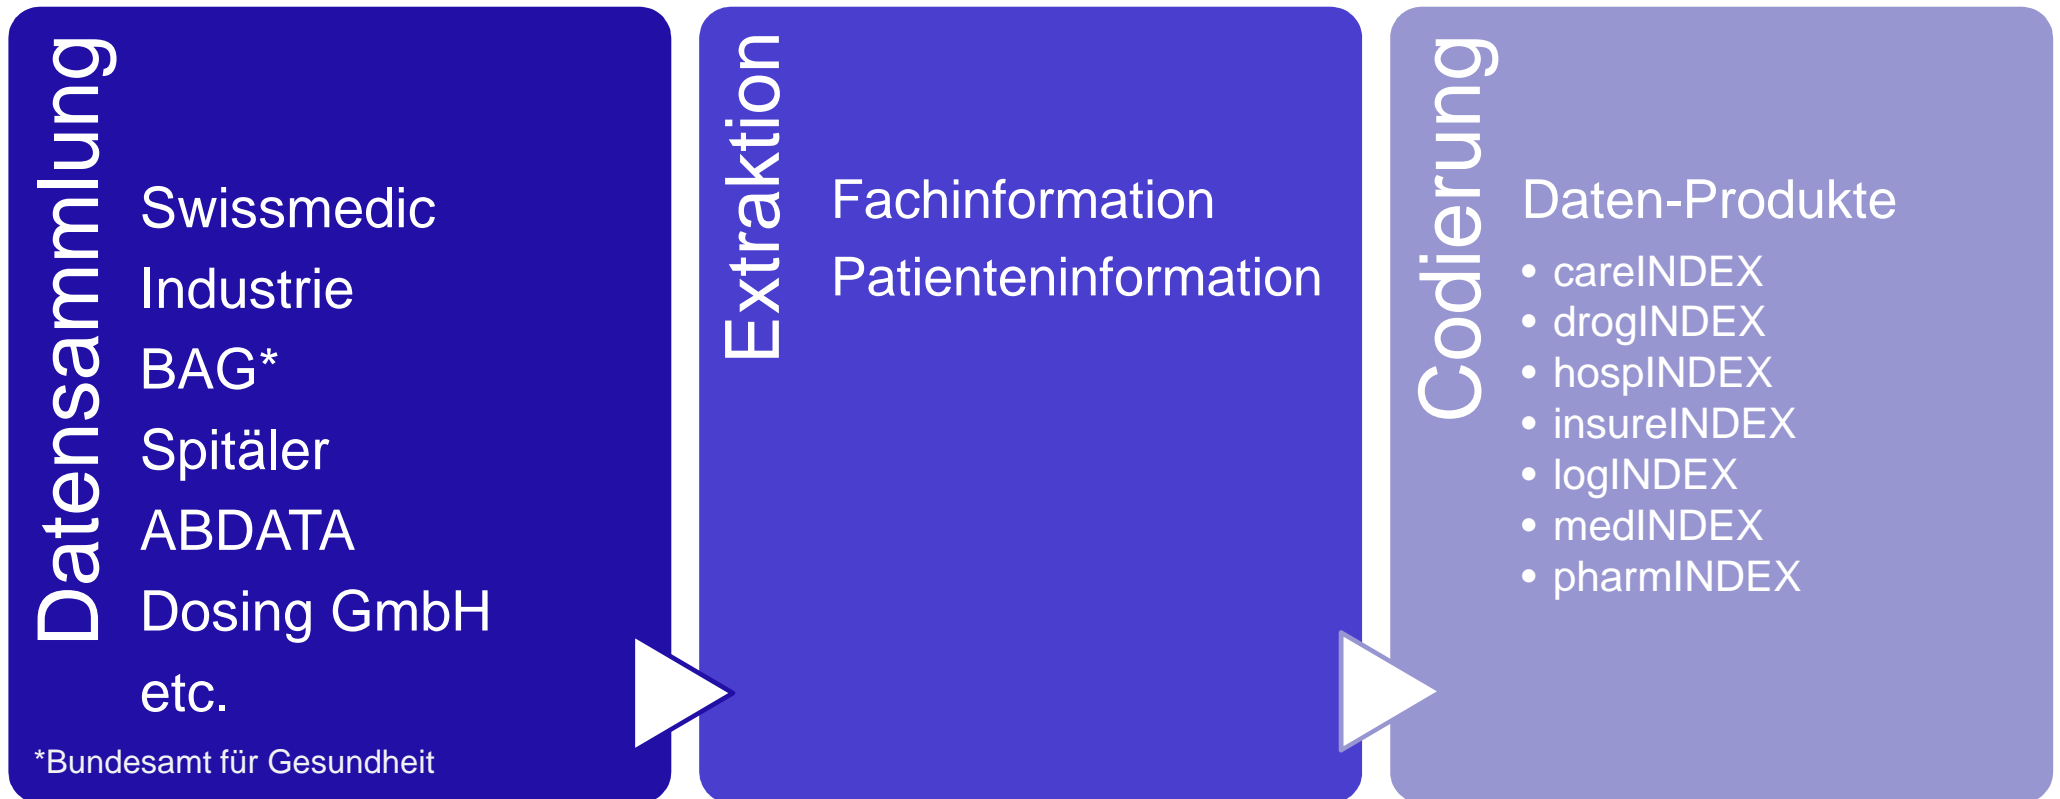 Datensammlung
Swissmedic
Industrie
BAG*
Spitäler
ABDATA
Dosing GmbH
etc.
*Bundesamt für Gesundheit
Extraktion
Fachinformation
Patienteninformation
Codierung
Daten-Produkte
• careINDEX
• drogINDEX
• hospINDEX
• insureINDEX
• logINDEX
• medINDEX
• pharmINDEX